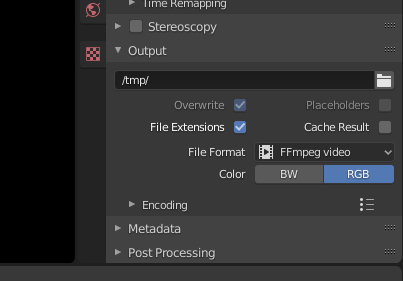 Time Remapping
Stereoscopy
Output
/tmp/
Overwrite Placeholders
File Extensions Cache Result
File Format FFmpeg video
Color BW RGB
Encoding
Metadata
Post Processing